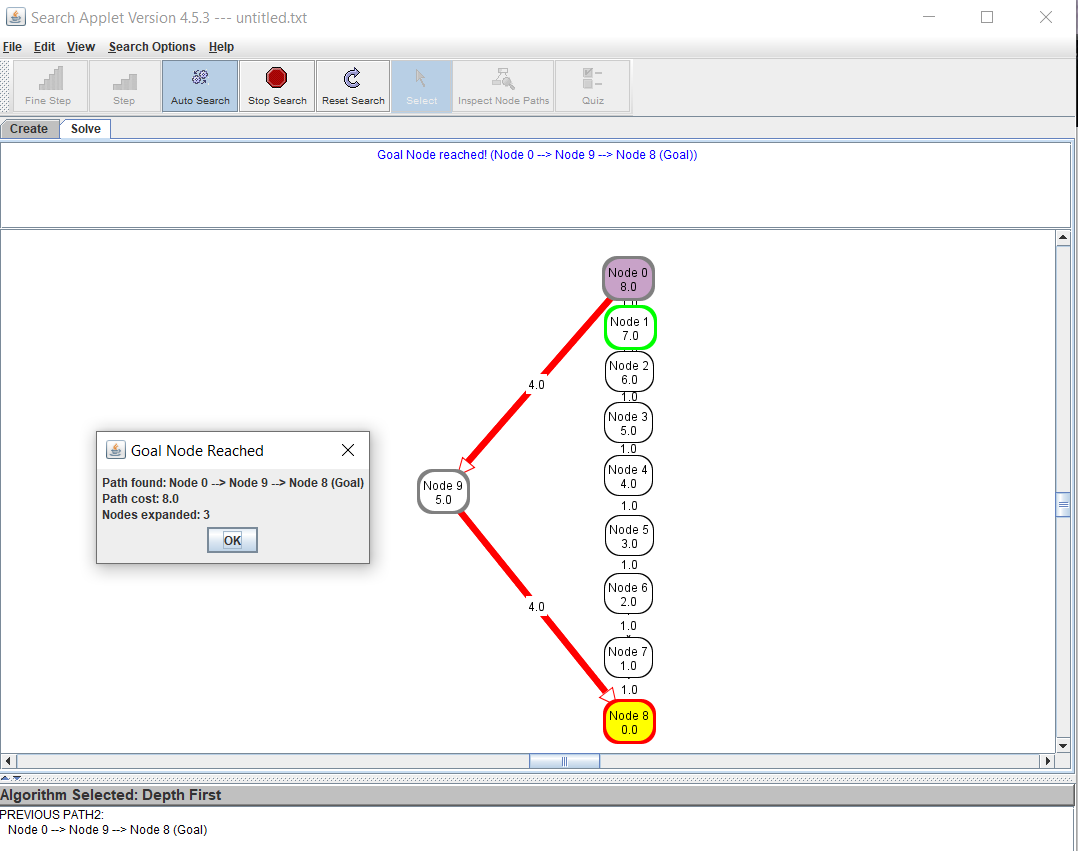 Search Applet Version 4.5.3 --- untitled.txt
File Edit View Search Options Help
Fine Step Step Auto Search Stop Search Reset Search Select Inspect Node Paths Quiz
Create Solve
Goal Node reached! (Node 0 --> Node 9 --> Node 8 (Goal))
Node 0
8.0
1.0
Node 1
7.0
Node 2
6.0
4.0
1.0
Node 3
5.0
1.0
Node 4
4.0
Node 9
5.0
1.0
Node 5
3.0
1.0
Node 6
2.0
4.0
1.0
Node 7
1.0
1.0
Node 8
0.0
Goal Node Reached
Path found: Node 0 --> Node 9 --> Node 8 (Goal)
Path cost: 8.0
Nodes expanded: 3
OK
Algorithm Selected: Depth First
PREVIOUS PATH2:
Node 0 --> Node 9 --> Node 8 (Goal)